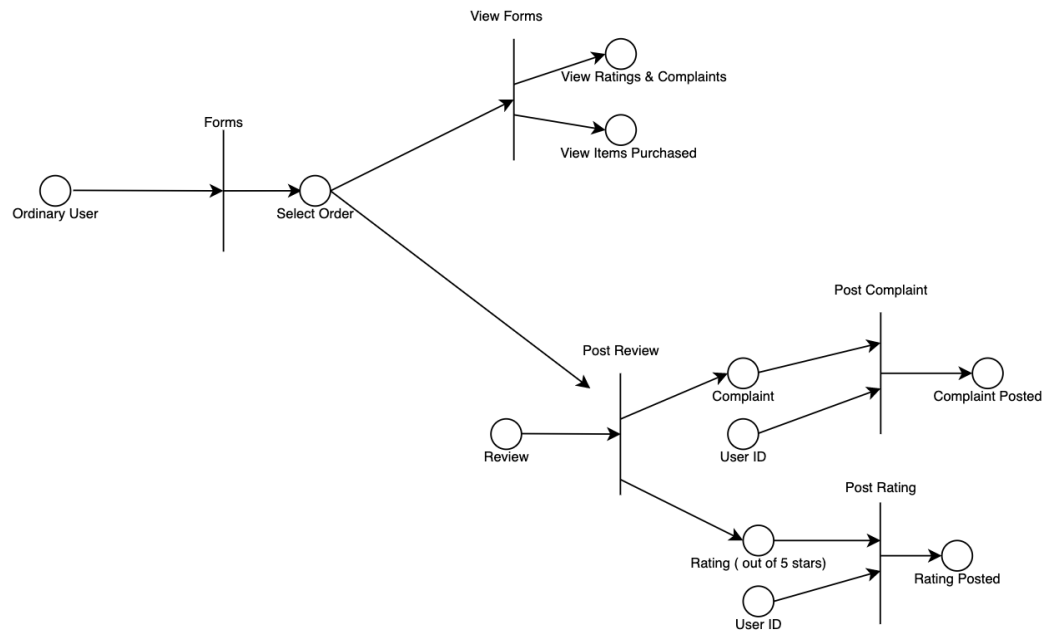 View Forms
View Ratings & Complaints
Forms
View Items Purchased
Ordinary User
Select Order
Post Complaint
Post Review
Complaint
Complaint Posted
Review
User ID
Post Rating
Rating ( out of 5 stars)
Rating Posted
User ID